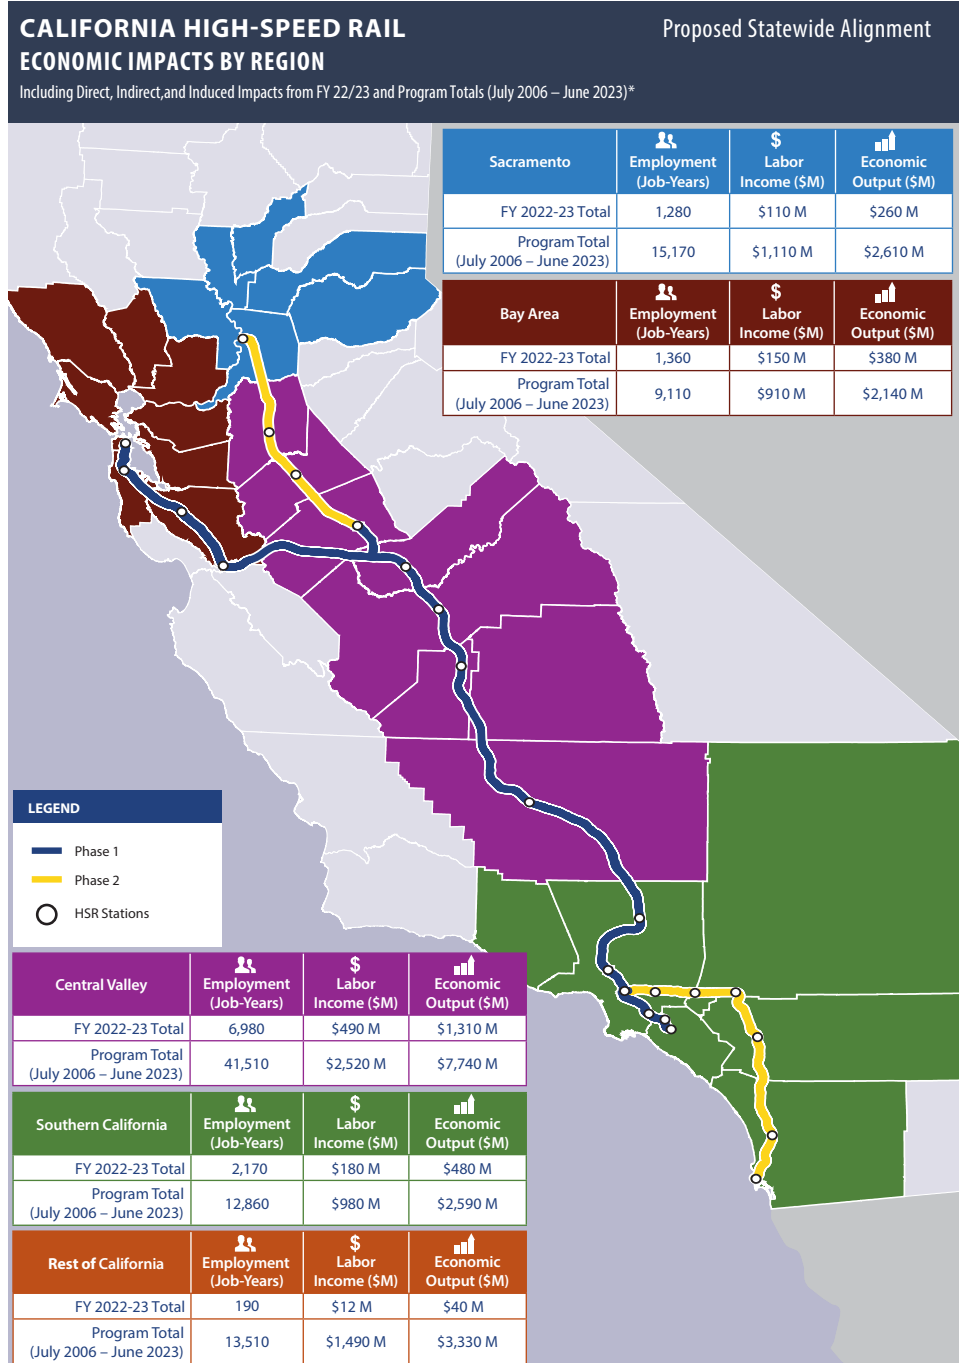 CALIFORNIA HIGH-SPEED RAIL
Proposed Statewide Alignment
ECONOMIC IMPACTS BY REGION
Including Direct, Indirect,and Induced Impacts from FY 22/23 and Program Totals (July 2006 – June 2023)*
Sacramento
Employment
(Job-Years)
$
Labor
Income ($M)
Economic
Output ($M)
FY 2022-23 Total
1,280
$110 M
$260 M
Program Total
(July 2006 – June 2023)
15,170
$1,110 M
$2,610 M
Bay Area
Employment
(Job-Years)
$
Labor
Income ($M)
Economic
Output ($M)
FY 2022-23 Total
1,360
$150 M
$380 M
Program Total
(July 2006 – June 2023)
9,110
$910 M
$2,140 M
LEGEND
Phase 1
Phase 2
HSR Stations
Central Valley
Employment
(Job-Years)
$
Labor
Income ($M)
Economic
Output ($M)
FY 2022-23 Total
6,980
$490 M
$1,310 M
Program Total
(July 2006 – June 2023)
41,510
$2,520 M
$7,740 M
Southern California
Employment
(Job-Years)
$
Labor
Income ($M)
Economic
Output ($M)
FY 2022-23 Total
2,170
$180 M
$480 M
Program Total
(July 2006 – June 2023)
12,860
$980 M
$2,590 M
Rest of California
Employment
(Job-Years)
$
Labor
Income ($M)
Economic
Output ($M)
FY 2022-23 Total
190
$12 M
$40 M
Program Total
(July 2006 – June 2023)
13,510
$1,490 M
$3,330 M